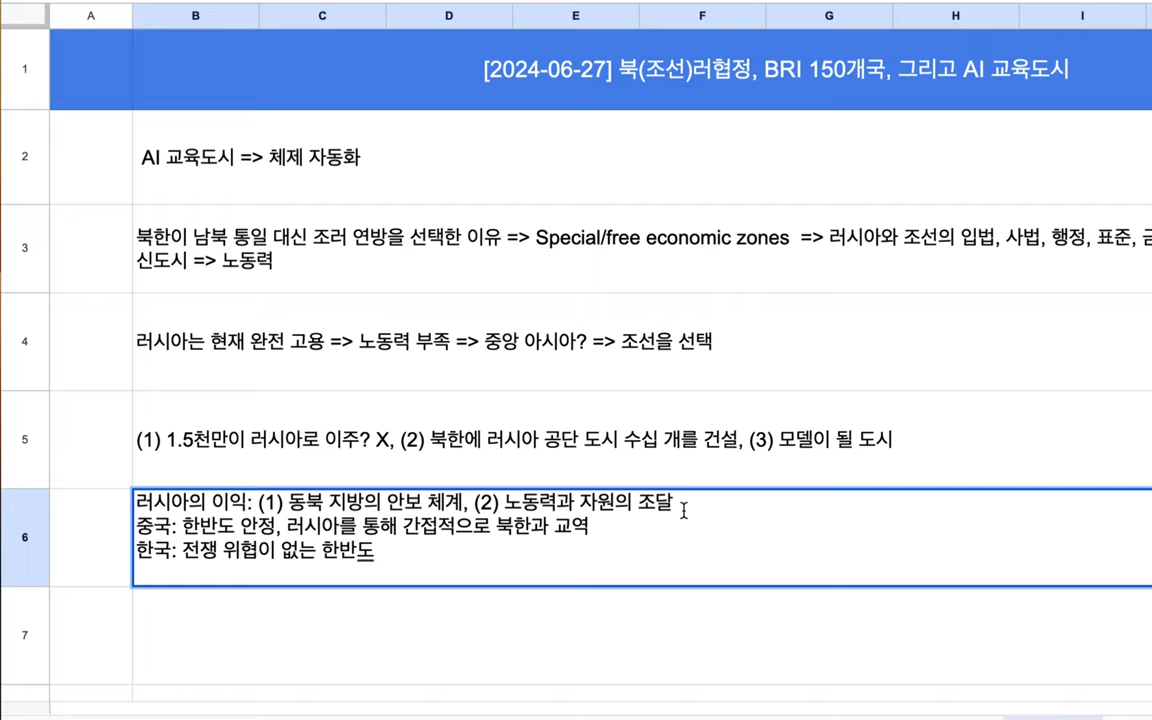 A B C D E F G H I
1 [2024-06-27] 북(조선)러협정, BRI 150개국, 그리고 AI 교육도시
2 AI 교육도시 => 체제 자동화
북한이 남북 통일 대신 조러 연방을 선택한 이유 => Special/free economic zones => 러시아와 조선의 입법, 사법, 행정, 표준,
3 신도시 => 노동력
4 러시아는 현재 완전 고용 => 노동력 부족 => 중앙 아시아? => 조선을 선택
5 (1) 1.5천만이 러시아로 이주? X, (2) 북한에 러시아 공단 도시 수십 개를 건설, (3) 모델이 될 도시
러시아의 이익: (1) 동북 지방의 안보 체계, (2) 노동력과 자원의 조달
6 중국: 한반도 안정, 러시아를 통해 간접적으로 북한과 교역
한국: 전쟁 위협이 없는 한반도
7